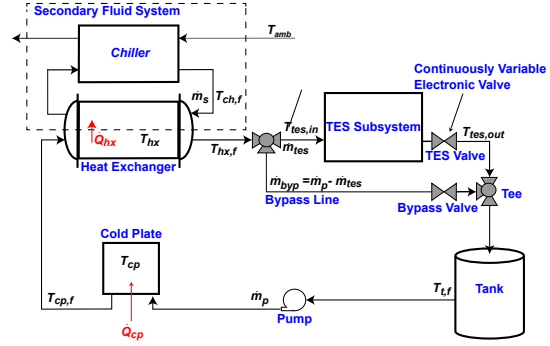 Secondary Fluid System
Chiller
T_amb
Continuously Variable
Electronic Valve
ṁ_s
T_ch,f
Q̇_hx
T_hx
T_hx,f
Heat Exchanger
T_tes,in
ṁ_tes
TES Subsystem
T_tes,out
TES Valve
ṁ_byp = ṁ_p - ṁ_tes
Bypass Line
Bypass Valve
Tee
Cold Plate
T_cp
T_cp,f
Q̇_cp
ṁ_p
Pump
T_t,f
Tank